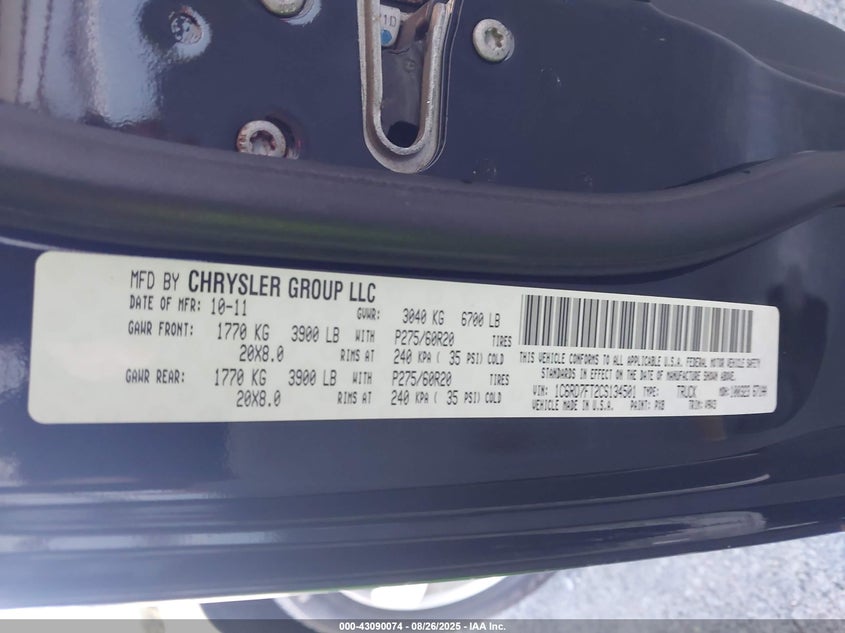 1D
MFD BY CHRYSLER GROUP LLC
DATE OF MFR: 10-11 GVWR: 3040 KG 6700 LB
GAWR FRONT: 1770 KG 3900 LB WITH P275/60R20 TIRES
20X8.0 RIMS AT 240 KPA ( 35 PSI) COLD
GAWR REAR: 1770 KG 3900 LB WITH P275/60R20 TIRES
20X8.0 RIMS AT 240 KPA ( 35 PSI) COLD
THIS VEHICLE CONFORMS TO ALL APPLICABLE U.S.A. FEDERAL MOTOR VEHICLE SAFETY
STANDARDS IN EFFECT ON THE DATE OF MANUFACTURE SHOWN ABOVE.
VIN: 1C6RD7FT2CS134501 TYPE: TRUCK MDH:
VEHICLE MADE IN U.S.A. PAINT: PXB TRIM:
000-43090074 - 08/26/2025 - IAA Inc.